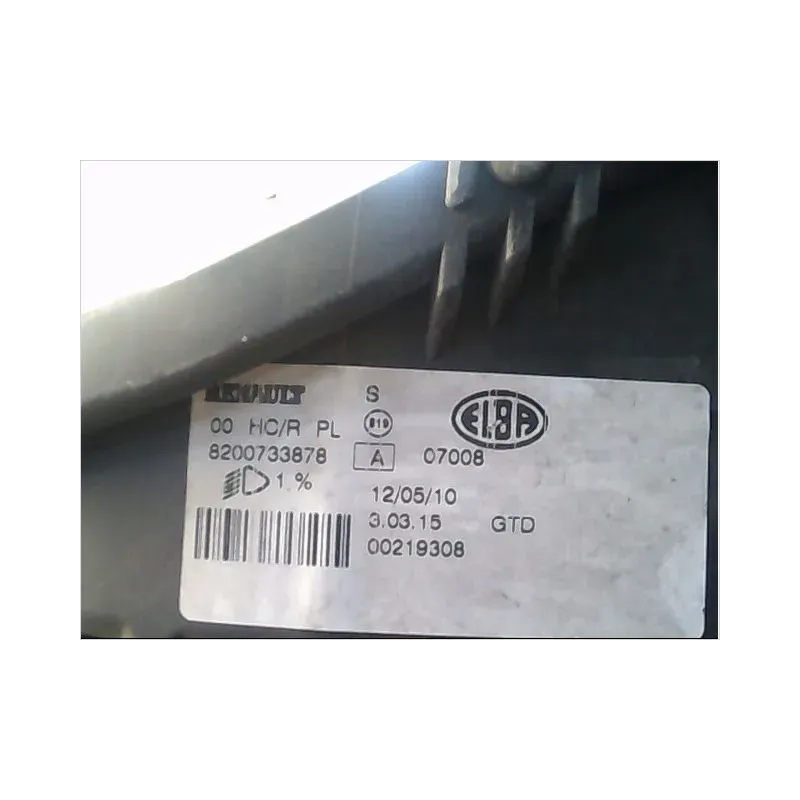 RENAULT S
00 HC/R PL ELBA
8200733878 A 07008
1.%
12/05/10
3.03.15 GTD
00219308